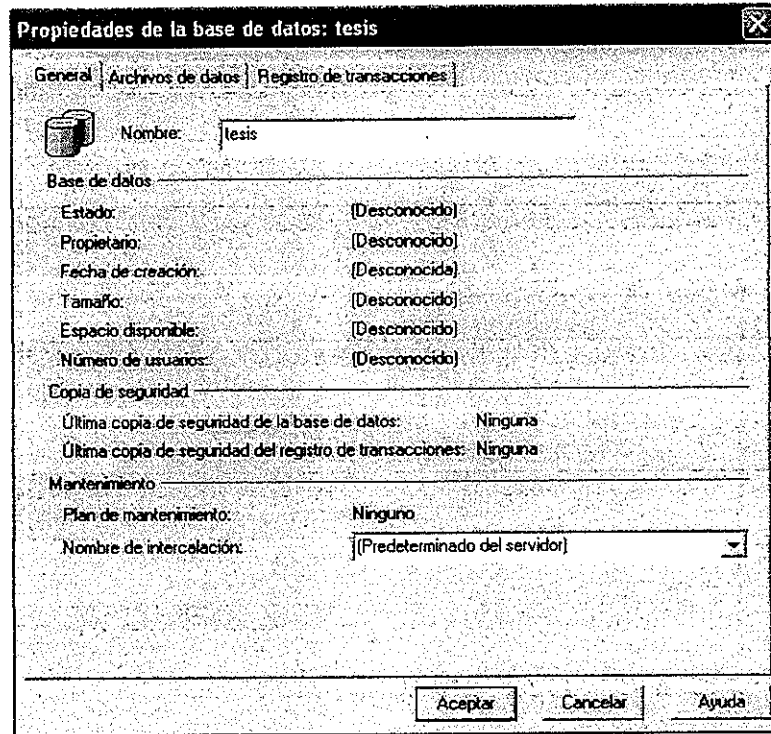 Propiedades de la base de datos: tesis
General Archivos de datos Registro de transacciones
Nombre: tesis
Base de datos
Estado: (Desconocido)
Propietario: (Desconocido)
Fecha de creación: (Desconocida)
Tamaño: (Desconocido)
Espacio disponible: (Desconocido)
Número de usuarios: (Desconocido)
Copia de seguridad
Última copia de seguridad de la base de datos: Ninguna
Última copia de seguridad del registro de transacciones: Ninguna
Mantenimiento
Plan de mantenimiento: Ninguno
Nombre de intercalación: (Predeterminado del servidor)
Aceptar Cancelar Ayuda